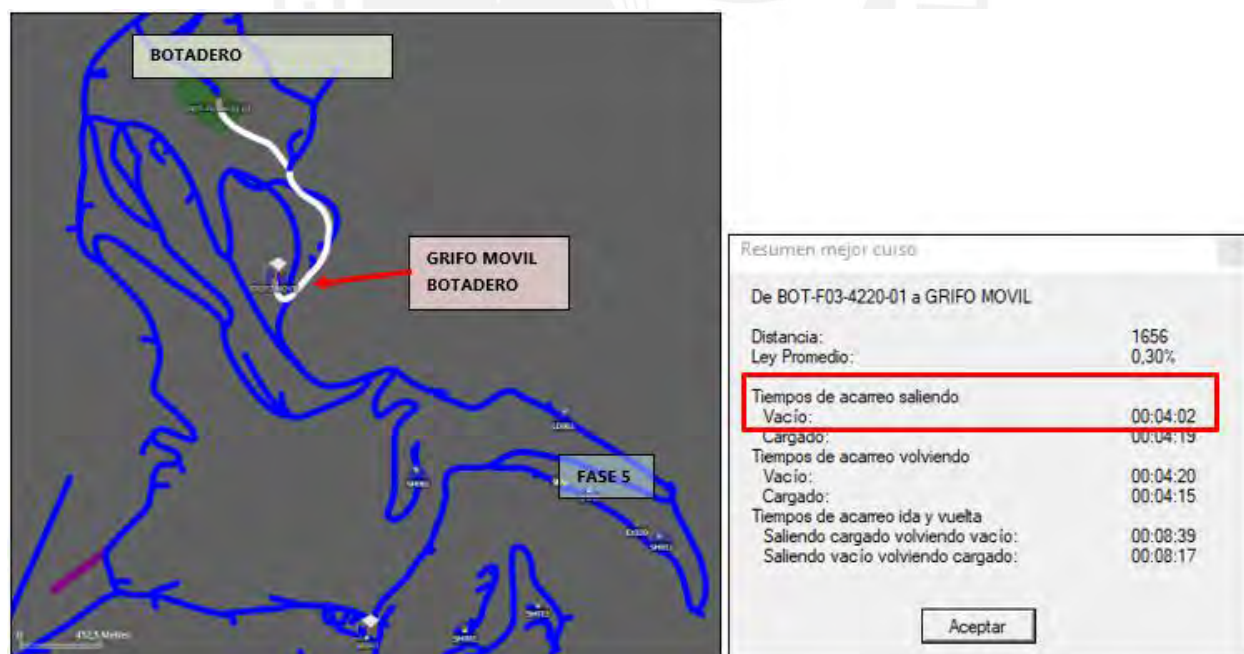 BOTADERO
GRIFO MOVIL
BOTADERO
FASE 5
0 432,5 Metres
Resumen mejor curso
De BOT-F03-4220-01 a GRIFO MOVIL
Distancia: 1656
Ley Promedio: 0,30%
Tiempos de acarreo saliendo
Vacío: 00:04:02
Cargado: 00:04:19
Tiempos de acarreo volviendo
Vacío: 00:04:20
Cargado: 00:04:15
Tiempos de acarreo ida y vuelta
Saliendo cargado volviendo vacío: 00:08:39
Saliendo vacío volviendo cargado: 00:08:17
Aceptar